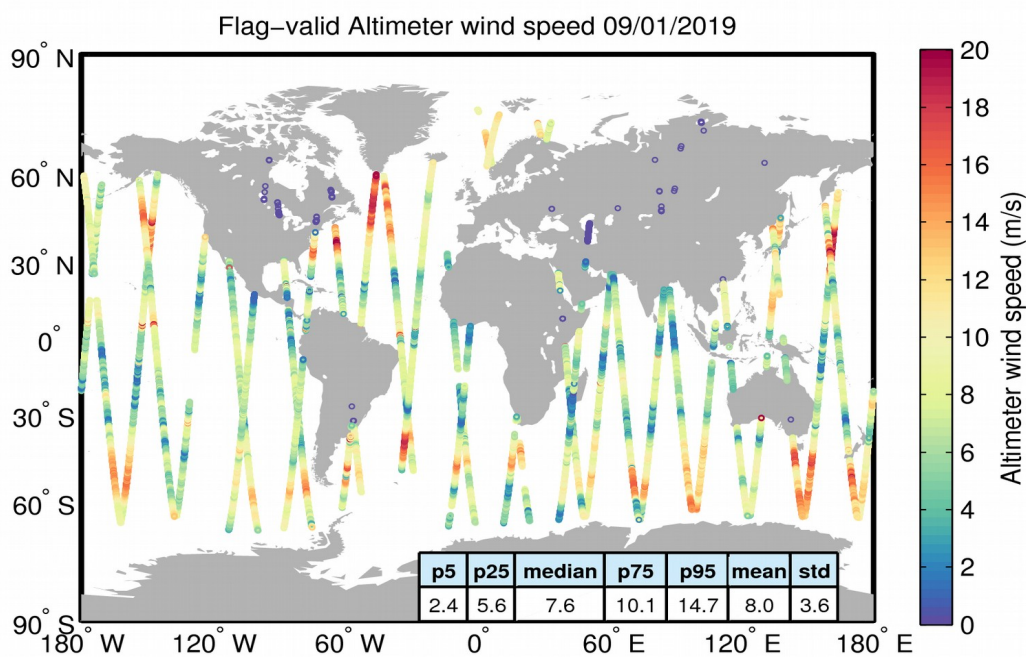 Flag−valid Altimeter wind speed 09/01/2019
90° N
60° N
30° N
0°
30° S
60° S
90° S
180° W
120° W
60° W
0°
60° E
120° E
180° E
p5 p25 median p75 p95 mean std
2.4 5.6 7.6 10.1 14.7 8.0 3.6
20
18
16
14
12
10
8
6
4
2
0
Altimeter wind speed (m/s)